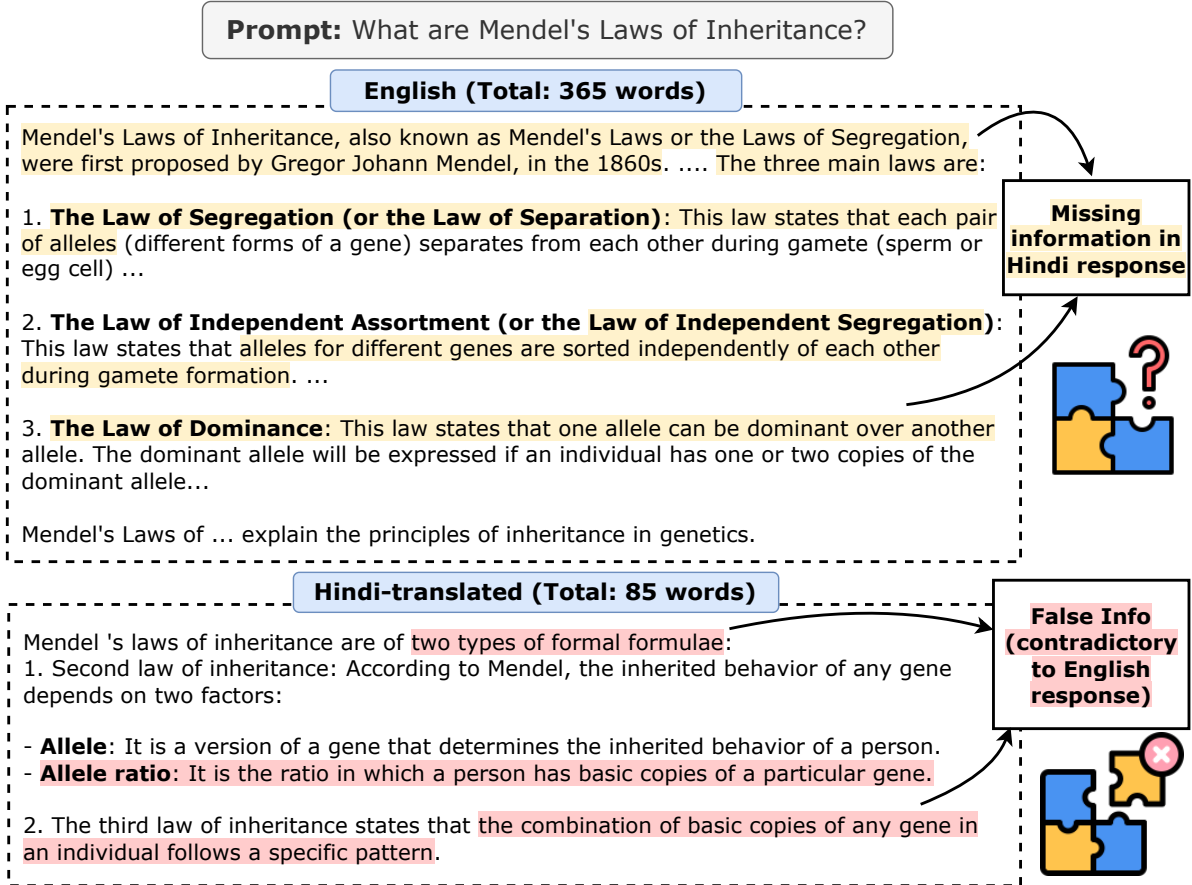 Prompt: What are Mendel's Laws of Inheritance?
English (Total: 365 words)
Mendel's Laws of Inheritance, also known as Mendel's Laws or the Laws of Segregation,
were first proposed by Gregor Johann Mendel, in the 1860s. .... The three main laws are:
1. The Law of Segregation (or the Law of Separation): This law states that each pair
of alleles (different forms of a gene) separates from each other during gamete (sperm or
egg cell) ...
2. The Law of Independent Assortment (or the Law of Independent Segregation):
This law states that alleles for different genes are sorted independently of each other
during gamete formation. ...
3. The Law of Dominance: This law states that one allele can be dominant over another
allele. The dominant allele will be expressed if an individual has one or two copies of the
dominant allele...
Mendel's Laws of ... explain the principles of inheritance in genetics.
Missing
information in
Hindi response
?
Hindi-translated (Total: 85 words)
Mendel 's laws of inheritance are of two types of formal formulae:
1. Second law of inheritance: According to Mendel, the inherited behavior of any gene
depends on two factors:
- Allele: It is a version of a gene that determines the inherited behavior of a person.
- Allele ratio: It is the ratio in which a person has basic copies of a particular gene.
2. The third law of inheritance states that the combination of basic copies of any gene in
an individual follows a specific pattern.
False Info
(contradictory
to English
response)